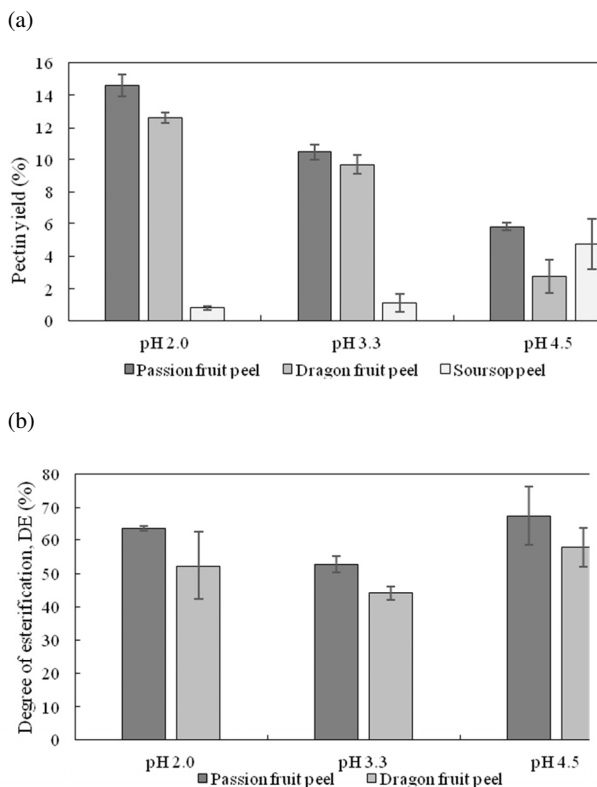 (a)
16
14
12
10
8
6
4
2
0
Pectin yield (%)
pH 2.0 pH 3.3 pH 4.5
Passion fruit peel Dragon fruit peel Soursop peel
(b)
80
70
60
50
40
30
20
10
0
Degree of esterification, DE (%)
pH 2.0 pH 3.3 pH 4.5
Passion fruit peel Dragon fruit peel